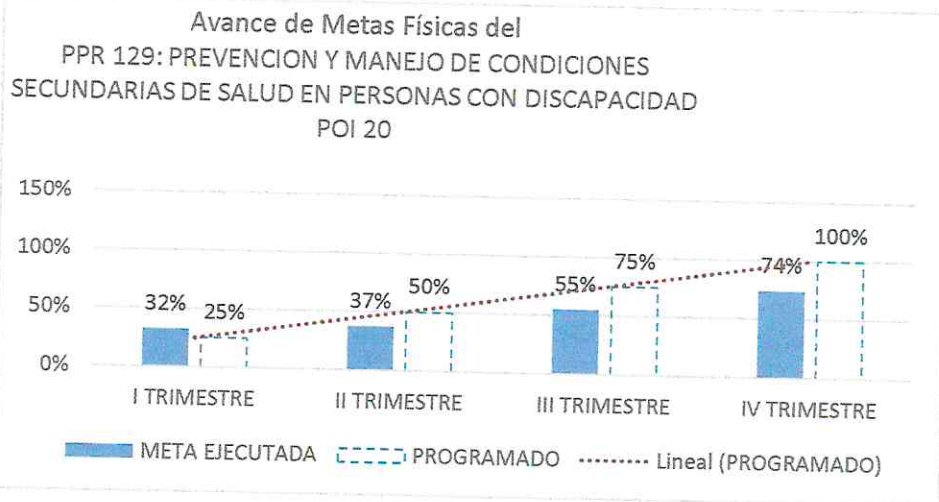 Avance de Metas Físicas del
PPR 129: PREVENCION Y MANEJO DE CONDICIONES
SECUNDARIAS DE SALUD EN PERSONAS CON DISCAPACIDAD
POI 20
150%
100%
50%
0%
32%
25%
37%
50%
55%
75%
74%
100%
I TRIMESTRE
II TRIMESTRE
III TRIMESTRE
IV TRIMESTRE
META EJECUTADA
PROGRAMADO
Lineal (PROGRAMADO)